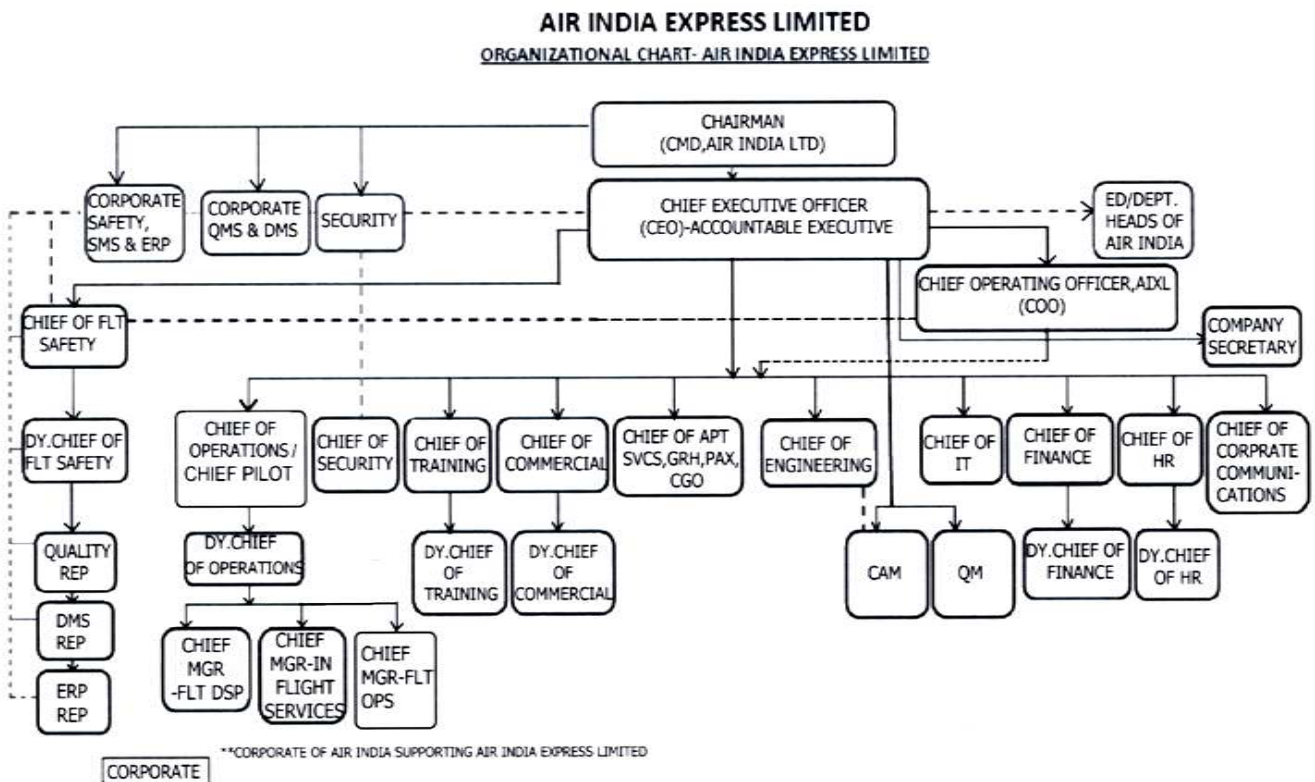 AIR INDIA EXPRESS LIMITED
ORGANIZATIONAL CHART- AIR INDIA EXPRESS LIMITED
CHAIRMAN
(CMD,AIR INDIA LTD)
CORPORATE
SAFETY,
SMS & ERP
CORPORATE
QMS & DMS
SECURITY
CHIEF EXECUTIVE OFFICER
(CEO)-ACCOUNTABLE EXECUTIVE
ED/DEPT.
HEADS OF
AIR INDIA
CHIEF OPERATING OFFICER,AIXL
(COO)
CHIEF OF FLT
SAFETY
COMPANY
SECRETARY
DY.CHIEF OF
FLT SAFETY
CHIEF OF
OPERATIONS/
CHIEF PILOT
CHIEF OF
SECURITY
CHIEF OF
TRAINING
CHIEF OF
COMMERCIAL
CHIEF OF APT
SVCS,GRH,PAX,
CGO
CHIEF OF
ENGINEERING
CHIEF OF
IT
CHIEF OF
FINANCE
CHIEF OF
HR
CHIEF OF
CORPRATE
COMMUNI-
CATIONS
QUALITY
REP
DY.CHIEF
OF OPERATIONS
DY.CHIEF
OF
TRAINING
DY.CHIEF
OF
COMMERCIAL
CAM
QM
DY.CHIEF OF
FINANCE
DY.CHIEF
OF HR
DMS
REP
CHIEF
MGR
-FLT DSP
CHIEF
MGR-IN
FLIGHT
SERVICES
CHIEF
MGR-FLT
OPS
ERP
REP
**CORPORATE OF AIR INDIA SUPPORTING AIR INDIA EXPRESS LIMITED
CORPORATE